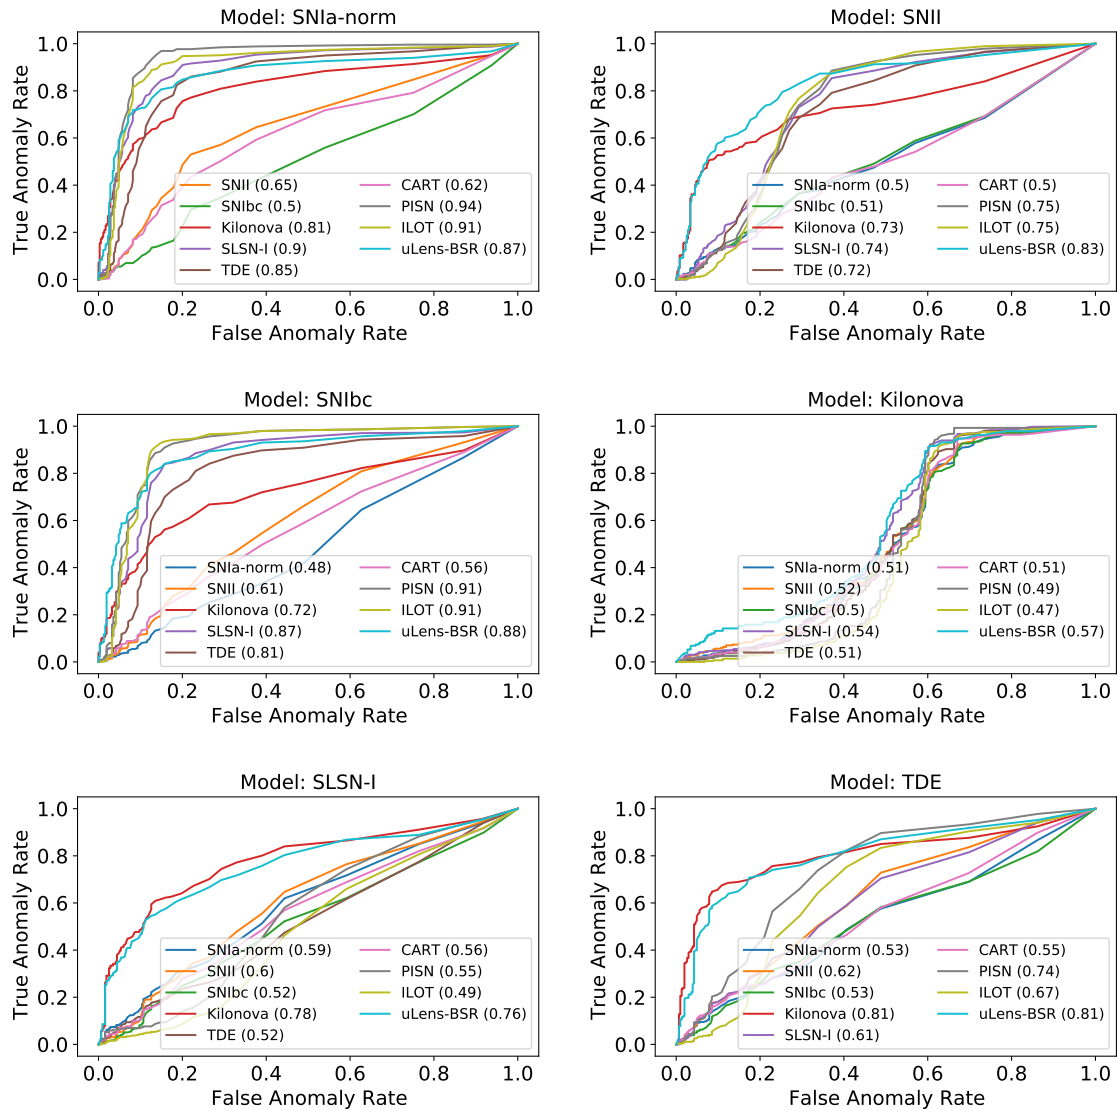 Model: SNIa-norm
True Anomaly Rate
1.0
0.8
0.6
0.4
0.2
0.0
SNII (0.65)
SNIbc (0.5)
Kilonova (0.81)
SLSN-I (0.9)
TDE (0.85)
CART (0.62)
PISN (0.94)
ILOT (0.91)
uLens-BSR (0.87)
0.0 0.2 0.4 0.6 0.8 1.0
False Anomaly Rate
Model: SNII
True Anomaly Rate
1.0
0.8
0.6
0.4
0.2
0.0
SNIa-norm (0.5)
SNIbc (0.51)
Kilonova (0.73)
SLSN-I (0.74)
TDE (0.72)
CART (0.5)
PISN (0.75)
ILOT (0.75)
uLens-BSR (0.83)
0.0 0.2 0.4 0.6 0.8 1.0
False Anomaly Rate
Model: SNIbc
True Anomaly Rate
1.0
0.8
0.6
0.4
0.2
0.0
SNIa-norm (0.48)
SNII (0.61)
Kilonova (0.72)
SLSN-I (0.87)
TDE (0.81)
CART (0.56)
PISN (0.91)
ILOT (0.91)
uLens-BSR (0.88)
0.0 0.2 0.4 0.6 0.8 1.0
False Anomaly Rate
Model: Kilonova
True Anomaly Rate
1.0
0.8
0.6
0.4
0.2
0.0
SNIa-norm (0.51)
SNII (0.52)
SNIbc (0.5)
SLSN-I (0.54)
TDE (0.51)
CART (0.51)
PISN (0.49)
ILOT (0.47)
uLens-BSR (0.57)
0.0 0.2 0.4 0.6 0.8 1.0
False Anomaly Rate
Model: SLSN-I
True Anomaly Rate
1.0
0.8
0.6
0.4
0.2
0.0
SNIa-norm (0.59)
SNII (0.6)
SNIbc (0.52)
Kilonova (0.78)
TDE (0.52)
CART (0.56)
PISN (0.55)
ILOT (0.49)
uLens-BSR (0.76)
0.0 0.2 0.4 0.6 0.8 1.0
False Anomaly Rate
Model: TDE
True Anomaly Rate
1.0
0.8
0.6
0.4
0.2
0.0
SNIa-norm (0.53)
SNII (0.62)
SNIbc (0.53)
Kilonova (0.81)
SLSN-I (0.61)
CART (0.55)
PISN (0.74)
ILOT (0.67)
uLens-BSR (0.81)
0.0 0.2 0.4 0.6 0.8 1.0
False Anomaly Rate